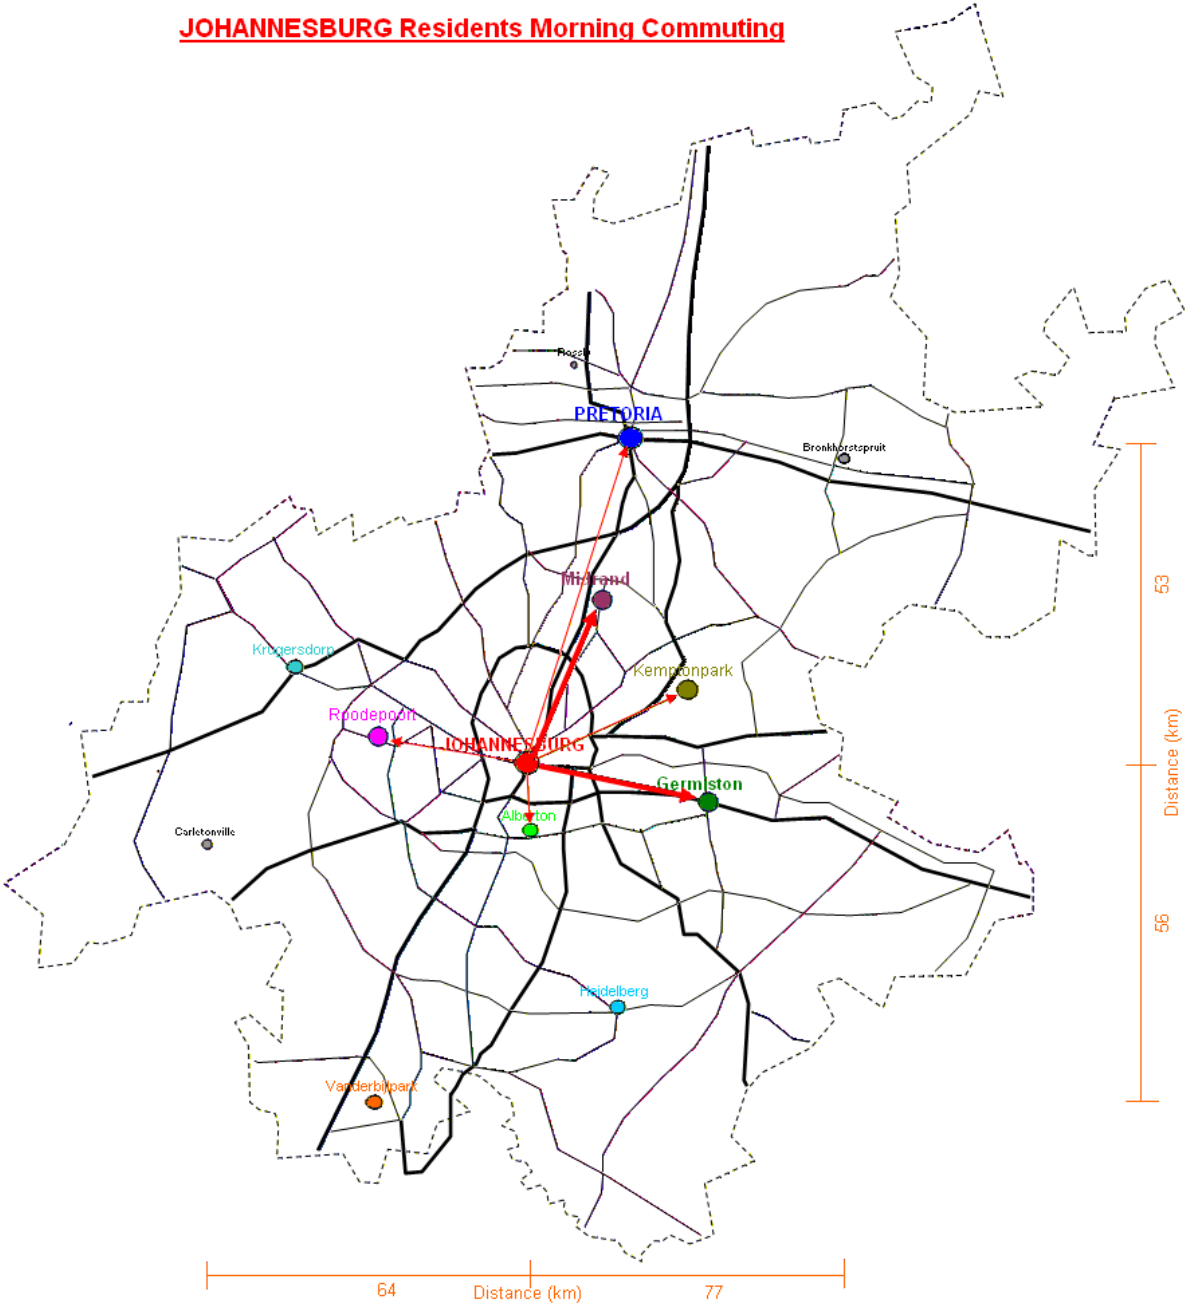 JOHANNESBURG Residents Morning Commuting
PRETORIA
Bronkhorstspruit
Midrand
53
Krugersdorp
Kemptonpark
Roodepoort
JOHANNESBURG
Distance (km)
Germiston
Alberton
Carletonville
56
Heidelberg
Vanderbijlpark
64
Distance (km)
77